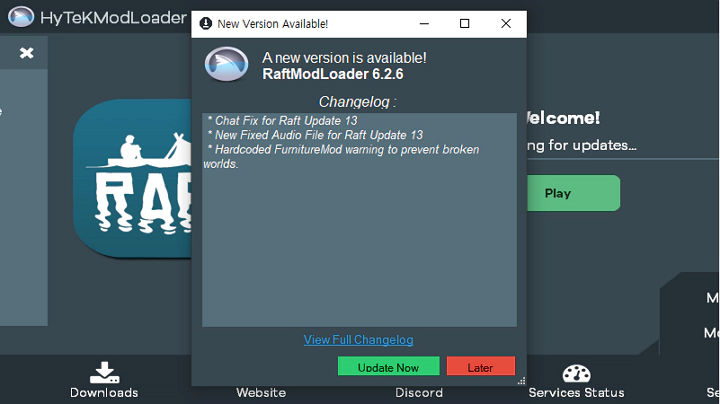 HyTeKModLoader
New Version Available!
A new version is available!
RaftModLoader 6.2.6
Changelog :
* Chat Fix for Raft Update 13
* New Fixed Audio File for Raft Update 13
* Hardcoded FurnitureMod warning to prevent broken
worlds.
View Full Changelog
Update Now
Later
elcome!
ng for updates...
Play
RAF
Downloads
Website
Discord
Services Status